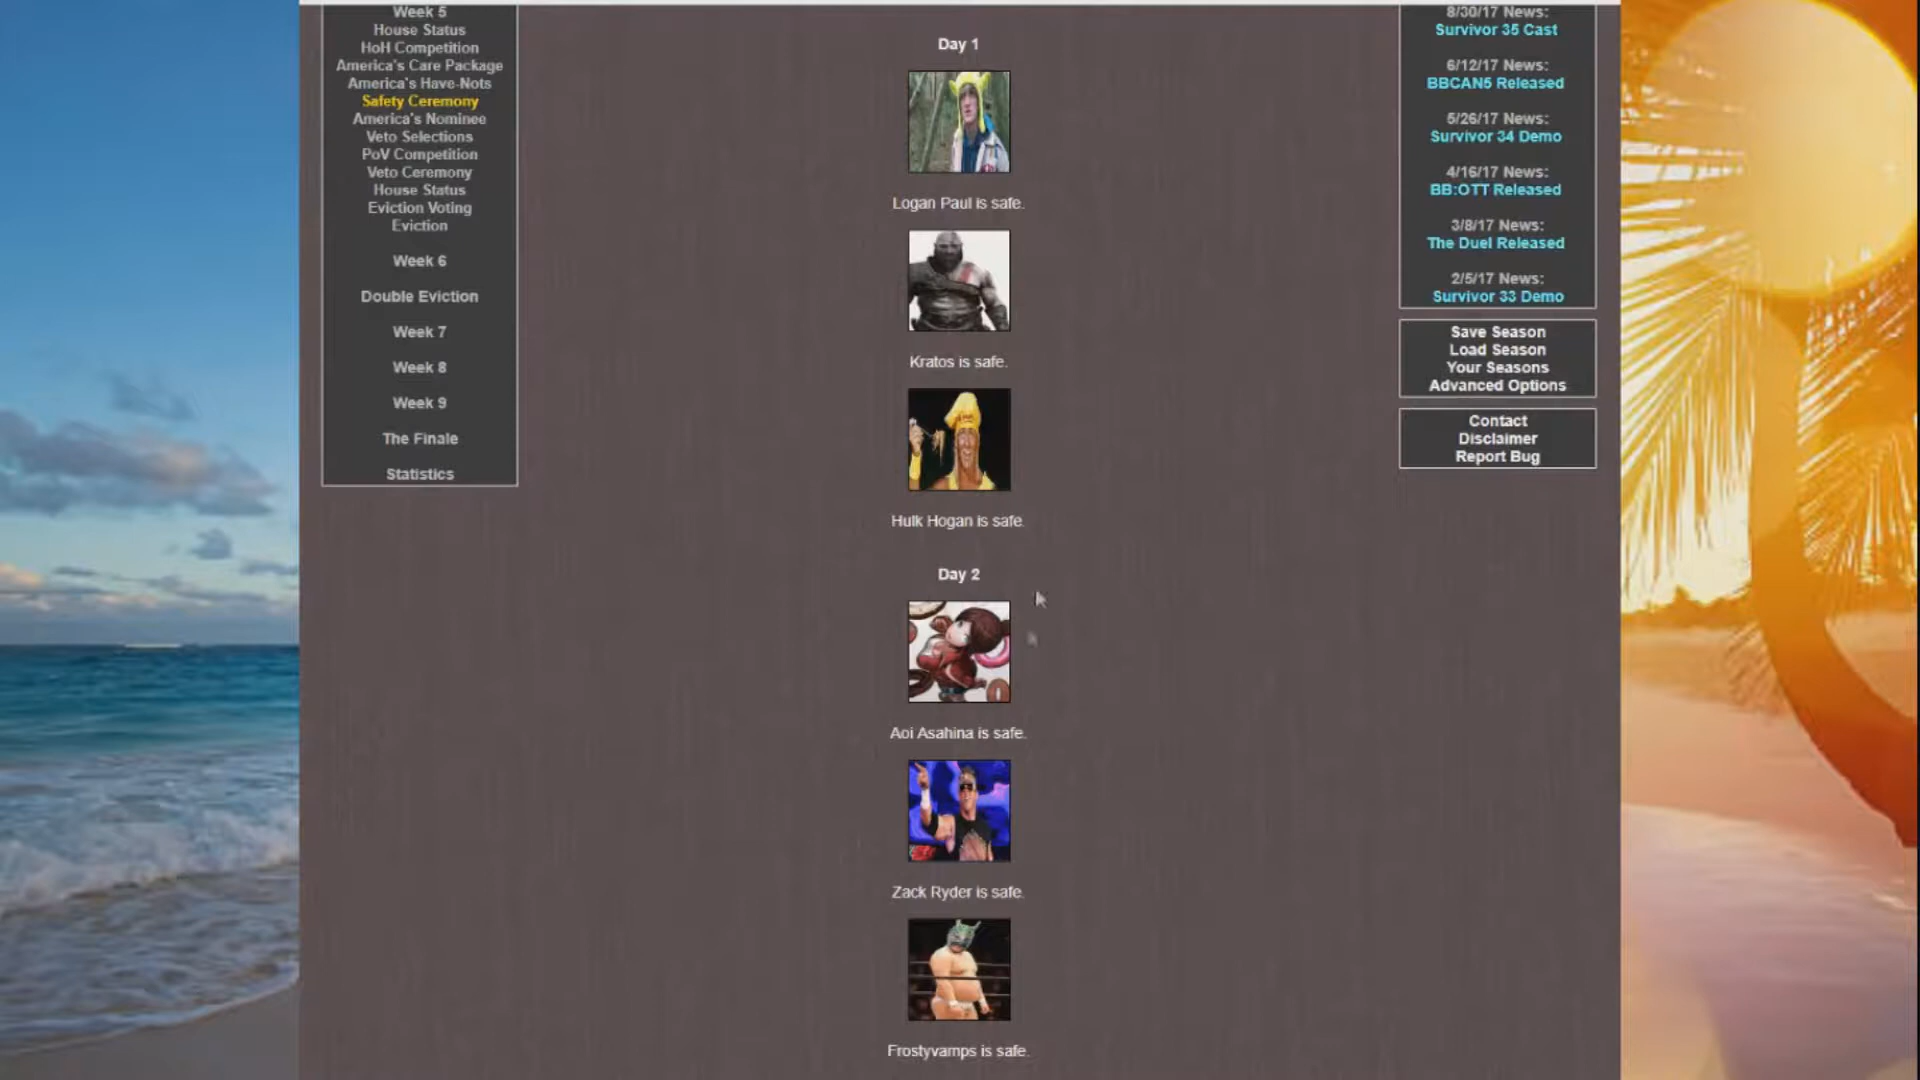 Week 5
House Status
HoH Competition
America's Care Package
America's Have-Nots
Safety Ceremony
America's Nominee
Veto Selections
PoV Competition
Veto Ceremony
House Status
Eviction Voting
Eviction
Week 6
Double Eviction
Week 7
Week 8
Week 9
The Finale
Statistics
Day 1
Logan Paul is safe.
Kratos is safe.
Hulk Hogan is safe.
Day 2
Aoi Asahina is safe.
Zack Ryder is safe.
Frostyvamps is safe.
8/30/17 News:
Survivor 35 Cast
6/12/17 News:
BBCAN5 Released
5/26/17 News:
Survivor 34 Demo
4/16/17 News:
BB:OTT Released
3/8/17 News:
The Duel Released
2/5/17 News:
Survivor 33 Demo
Save Season
Load Season
Your Seasons
Advanced Options
Contact
Disclaimer
Report Bug